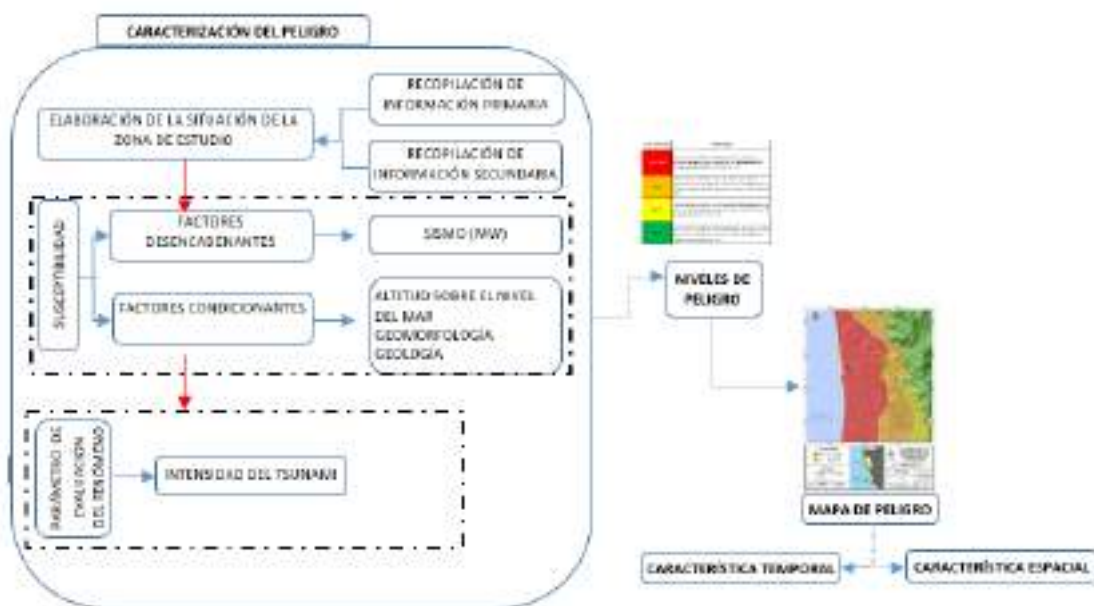 CARACTERIZACIÓN DEL PELIGRO
RECOPILACIÓN DE
INFORMACIÓN PRIMARIA
ELABORACIÓN DE LA SITUACIÓN DE LA
ZONA DE ESTUDIO
RECOPILACIÓN DE
INFORMACIÓN SECUNDARIA
SUSCEPTIBILIDAD
FACTORES
DESENCADENANTES
SISMO (MW)
FACTORES CONDICIONANTES
ALTITUD SOBRE EL NIVEL
DEL MAR
GEOMORFOLOGÍA
GEOLOGÍA
PARÁMETRO DE
EVALUACIÓN
DEL FENÓMENO
INTENSIDAD DEL TSUNAMI
NIVELES DE
PELIGRO
MAPA DE PELIGRO
CARACTERÍSTICA TEMPORAL
CARACTERÍSTICA ESPACIAL